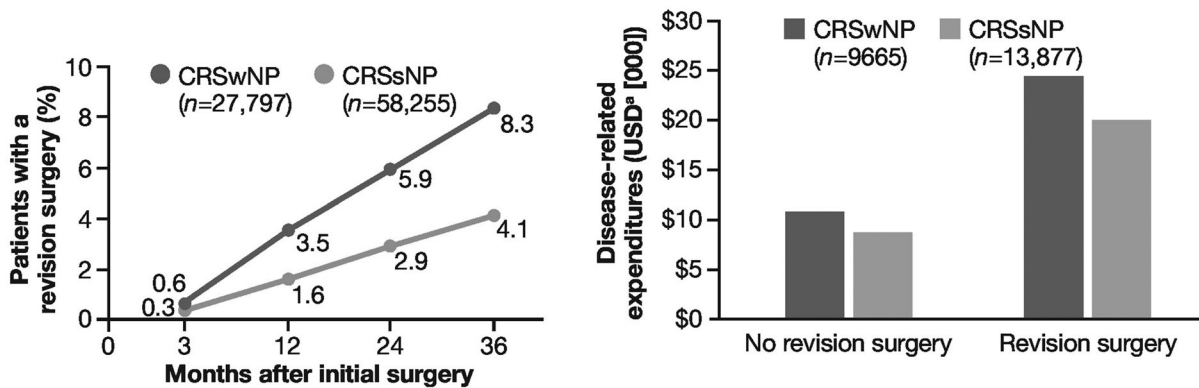 Patients with a
revision surgery (%)
10
8
6
4
2
0
CRSwNP
(n=27,797)
CRSsNP
(n=58,255)
0.6
0.3
3.5
1.6
5.9
2.9
8.3
4.1
0
3
12
24
36
Months after initial surgery
Disease-related
expenditures (USDª [000])
$30
$25
$20
$15
$10
$5
$0
CRSwNP
(n=9665)
CRSsNP
(n=13,877)
No revision surgery
Revision surgery